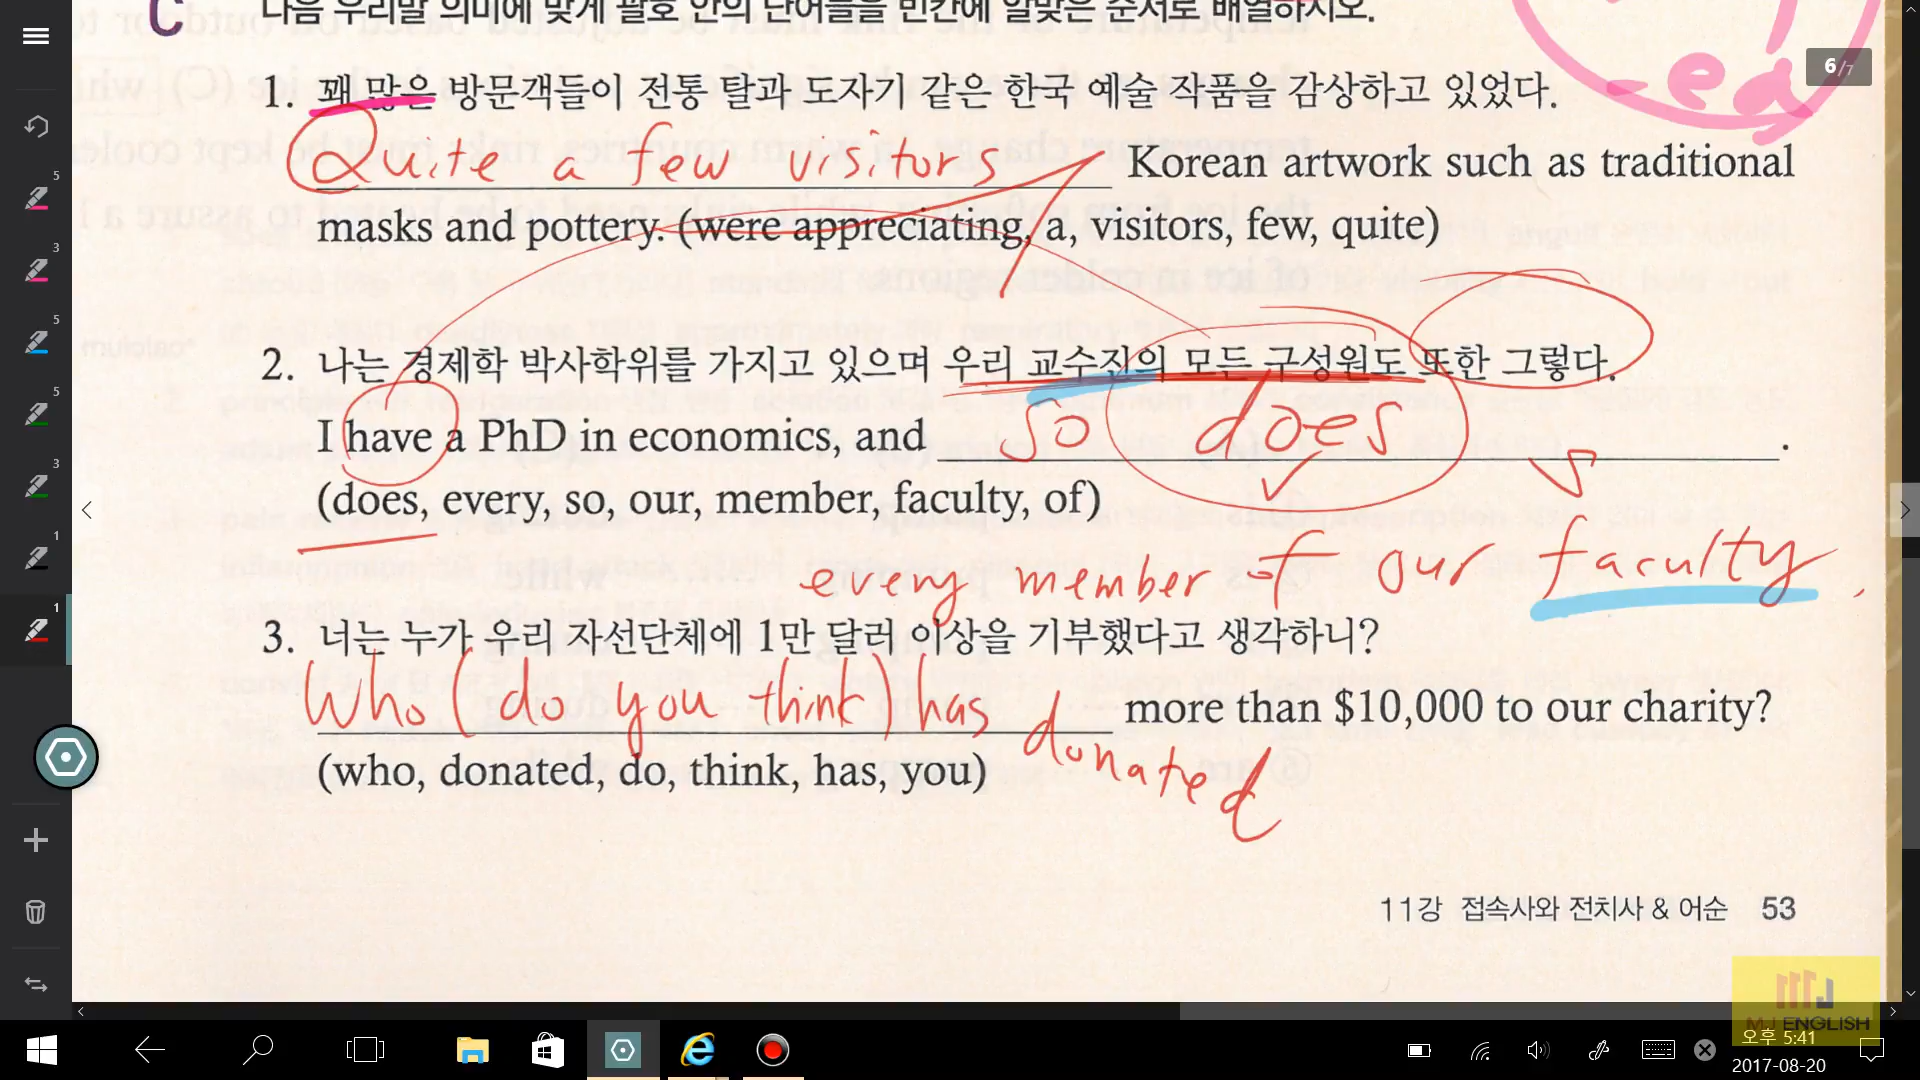 C 다음 우리말 의미에 맞게 괄호 안의 단어들을 빈칸에 알맞은 순서로 배열하시오.
-ed
6/7
1. 꽤 많은 방문객들이 전통 탈과 도자기 같은 한국 예술 작품을 감상하고 있었다.
Quite a few visitors Korean artwork such as traditional
masks and pottery. (were appreciating, a, visitors, few, quite)
2. 나는 경제학 박사학위를 가지고 있으며 우리 교수진의 모든 구성원도 또한 그렇다.
I have a PhD in economics, and so does .
S
V
(does, every, so, our, member, faculty, of)
every member of our faculty.
3. 너는 누가 우리 자선단체에 1만 달러 이상을 기부했다고 생각하니?
Who (do you think) has donated more than $10,000 to our charity?
(who, donated, do, think, has, you)
11강 접속사와 전치사 & 어순 53
MJ ENGLISH
오후 5:41
2017-08-20
5
3
5
5
3
1
1